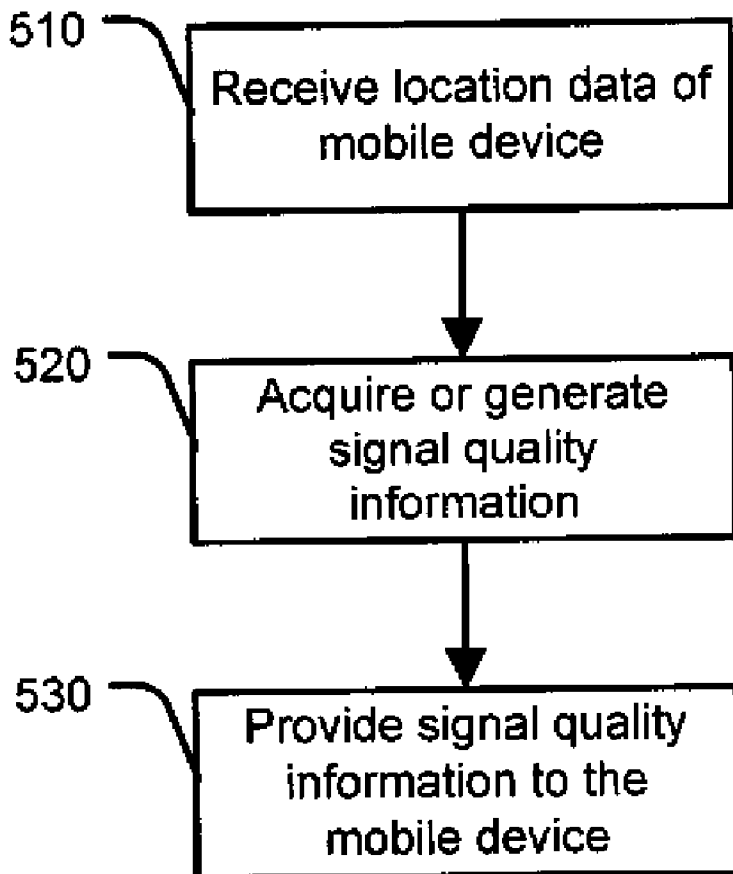 510
Receive location data of
mobile device
520
Acquire or generate
signal quality
information
530
Provide signal quality
information to the
mobile device